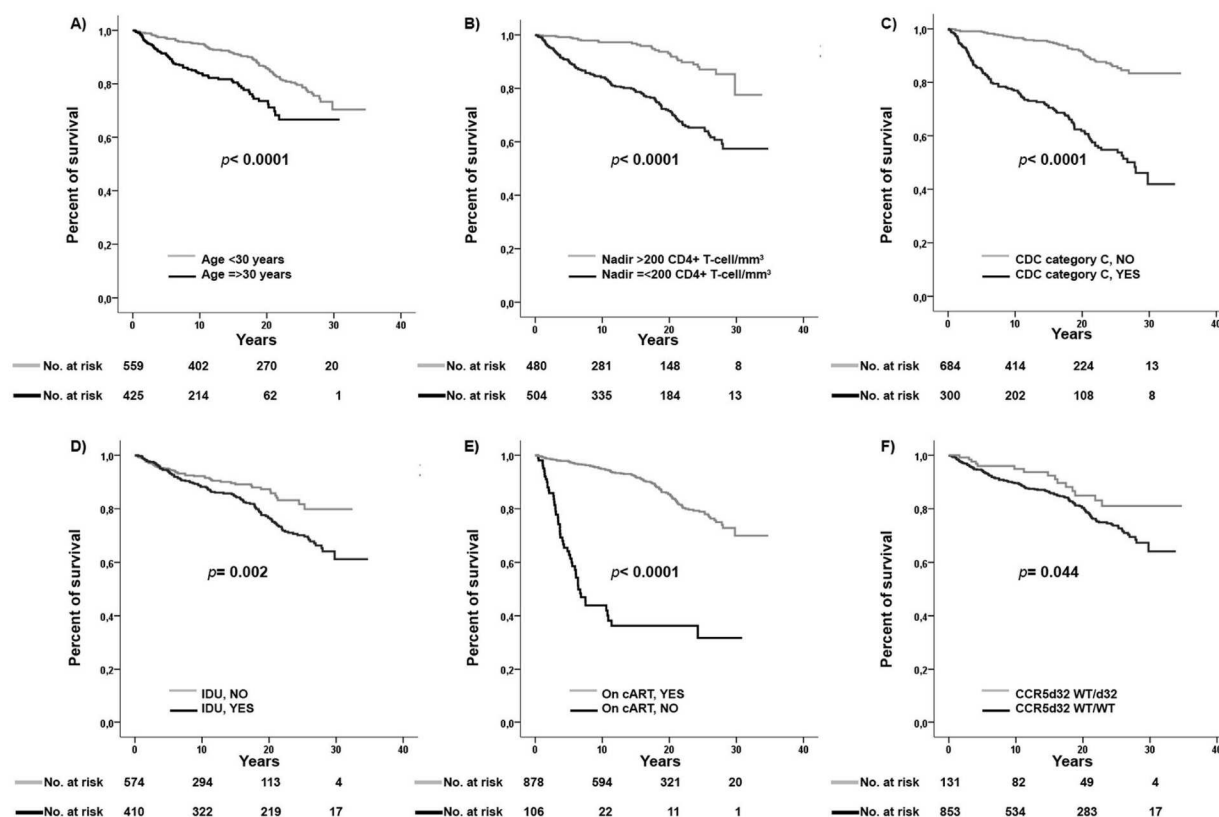 A)
Percent of survival
1,0
0,8
0,6
0,4
0,2
0,0
p< 0.0001
Age <30 years
Age =>30 years
0 10 20 30 40
Years
No. at risk 559 402 270 20
No. at risk 425 214 62 1
B)
Percent of survival
1,0
0,8
0,6
0,4
0,2
0,0
p< 0.0001
Nadir >200 CD4+ T-cell/mm³
Nadir =<200 CD4+ T-cell/mm³
0 10 20 30 40
Years
No. at risk 480 281 148 8
No. at risk 504 335 184 13
C)
Percent of survival
1,0
0,8
0,6
0,4
0,2
0,0
p< 0.0001
CDC category C, NO
CDC category C, YES
0 10 20 30 40
Years
No. at risk 684 414 224 13
No. at risk 300 202 108 8
D)
Percent of survival
1,0
0,8
0,6
0,4
0,2
0,0
p= 0.002
IDU, NO
IDU, YES
0 10 20 30 40
Years
No. at risk 574 294 113 4
No. at risk 410 322 219 17
E)
Percent of survival
1,0
0,8
0,6
0,4
0,2
0,0
p< 0.0001
On cART, YES
On cART, NO
0 10 20 30 40
Years
No. at risk 878 594 321 20
No. at risk 106 22 11 1
F)
Percent of survival
1,0
0,8
0,6
0,4
0,2
0,0
p= 0.044
CCR5d32 WT/d32
CCR5d32 WT/WT
0 10 20 30 40
Years
No. at risk 131 82 49 4
No. at risk 853 534 283 17